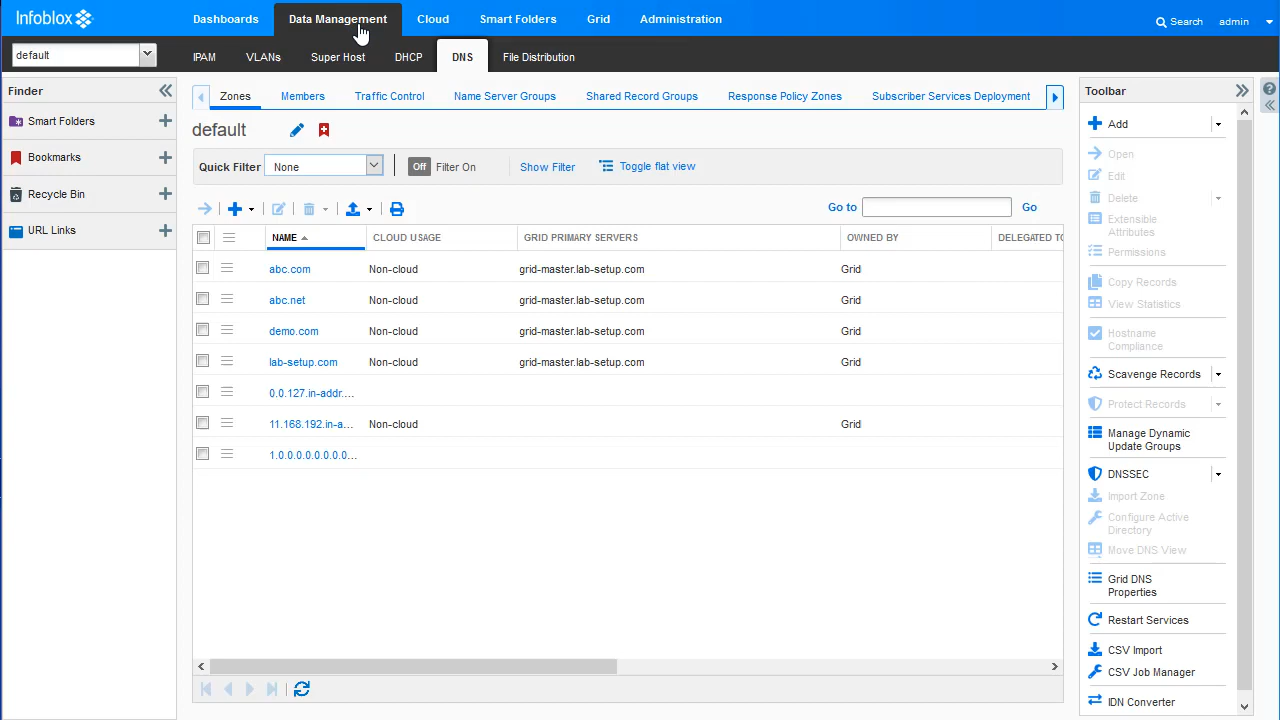 Infoblox Dashboards Data Management Cloud Smart Folders Grid Administration Search admin
default IPAM VLANs Super Host DHCP DNS File Distribution
Finder
Smart Folders
Bookmarks
Recycle Bin
URL Links
Zones Members Traffic Control Name Server Groups Shared Record Groups Response Policy Zones Subscriber Services Deployment
default
Quick Filter None Off Filter On Show Filter Toggle flat view
Go to Go
NAME CLOUD USAGE GRID PRIMARY SERVERS OWNED BY DELEGATED TO
abc.com Non-cloud grid-master.lab-setup.com Grid
abc.net Non-cloud grid-master.lab-setup.com Grid
demo.com Non-cloud grid-master.lab-setup.com Grid
lab-setup.com Non-cloud grid-master.lab-setup.com Grid
0.0.127.in-addr....
11.168.192.in-a... Non-cloud Grid
1.0.0.0.0.0.0.0...
Toolbar
Add
Open
Edit
Delete
Extensible
Attributes
Permissions
Copy Records
View Statistics
Hostname
Compliance
Scavenge Records
Protect Records
Manage Dynamic
Update Groups
DNSSEC
Import Zone
Configure Active
Directory
Move DNS View
Grid DNS
Properties
Restart Services
CSV Import
CSV Job Manager
IDN Converter